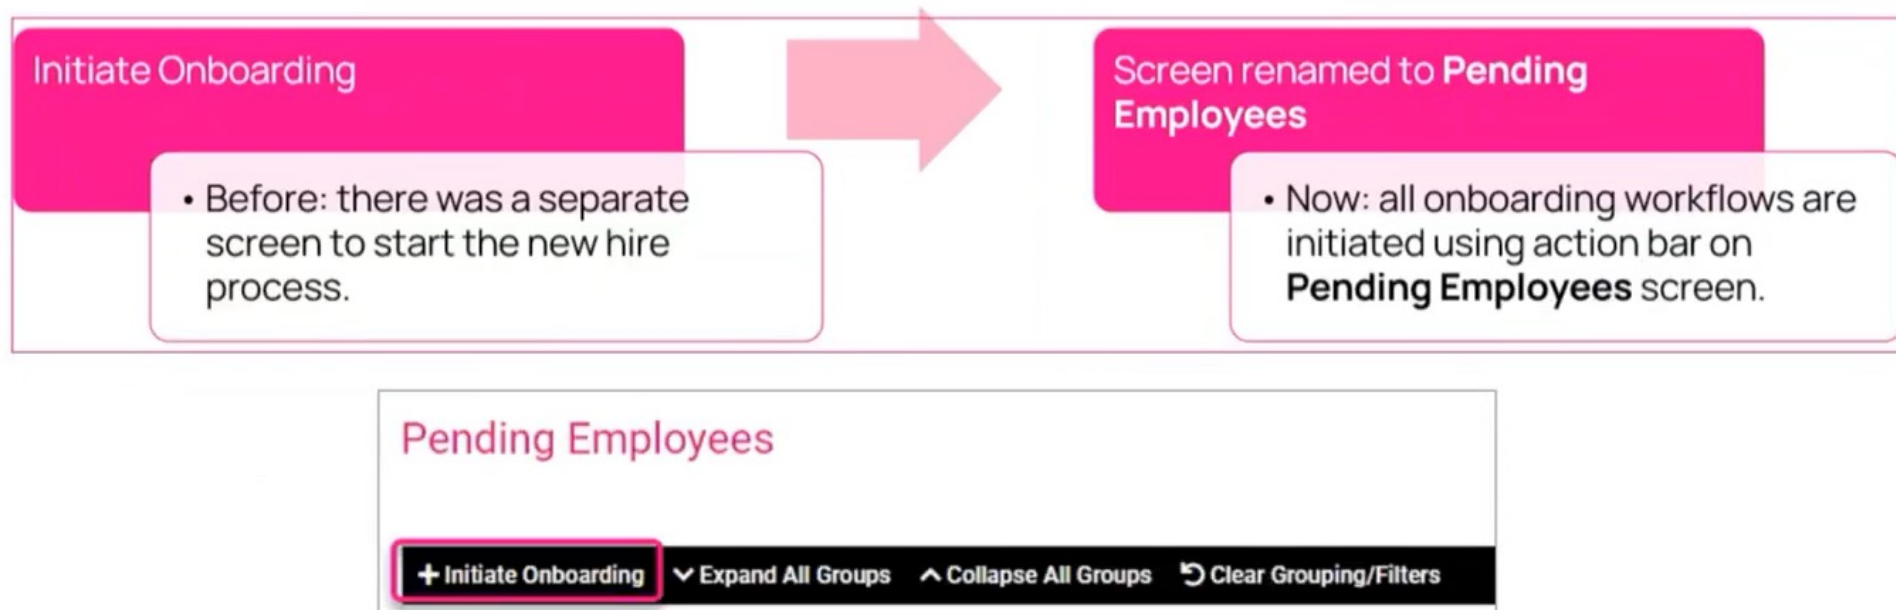 Initiate Onboarding
• Before: there was a separate
screen to start the new hire
process.
Screen renamed to Pending
Employees
• Now: all onboarding workflows are
initiated using action bar on
Pending Employees screen.
Pending Employees
Initiate Onboarding Expand All Groups Collapse All Groups Clear Grouping/Filters